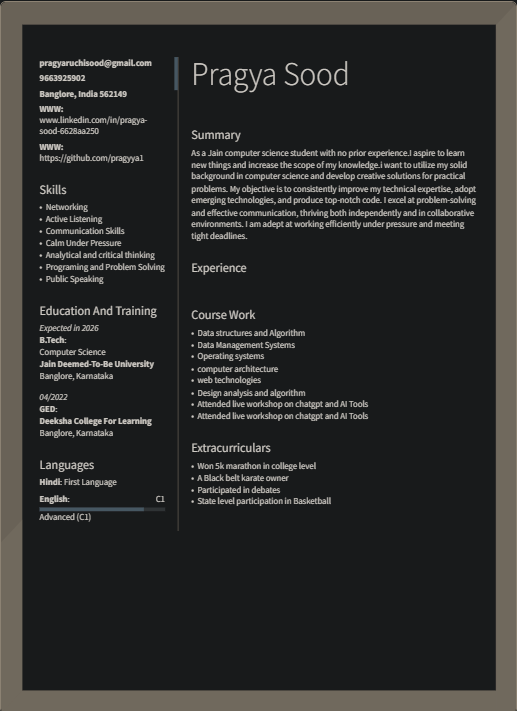 pragyaruchisood@gmail.com
9663925902
Banglore, India 562149
WWW:
www.linkedin.com/in/pragya-
sood-6628aa250
WWW:
https://github.com/pragyya1
Skills
• Networking
• Active Listening
• Communication Skills
• Calm Under Pressure
• Analytical and critical thinking
• Programing and Problem Solving
• Public Speaking
Education And Training
Expected in 2026
B.Tech:
Computer Science
Jain Deemed-To-Be University
Banglore, Karnataka
04/2022
GED:
Deeksha College For Learning
Banglore, Karnataka
Languages
Hindi: First Language
English: C1
Advanced (C1)
Pragya Sood
Summary
As a Jain computer science student with no prior experience.I aspire to learn
new things and increase the scope of my knowledge.i want to utilize my solid
background in computer science and develop creative solutions for practical
problems. My objective is to consistently improve my technical expertise, adopt
emerging technologies, and produce top-notch code. I excel at problem-solving
and effective communication, thriving both independently and in collaborative
environments. I am adept at working efficiently under pressure and meeting
tight deadlines.
Experience
Course Work
• Data structures and Algorithm
• Data Management Systems
• Operating systems
• computer architecture
• web technologies
• Design analysis and algorithm
• Attended live workshop on chatgpt and AI Tools
• Attended live workshop on chatgpt and AI Tools
Extracurriculars
• Won 5k marathon in college level
• A Black belt karate owner
• Participated in debates
• State level participation in Basketball